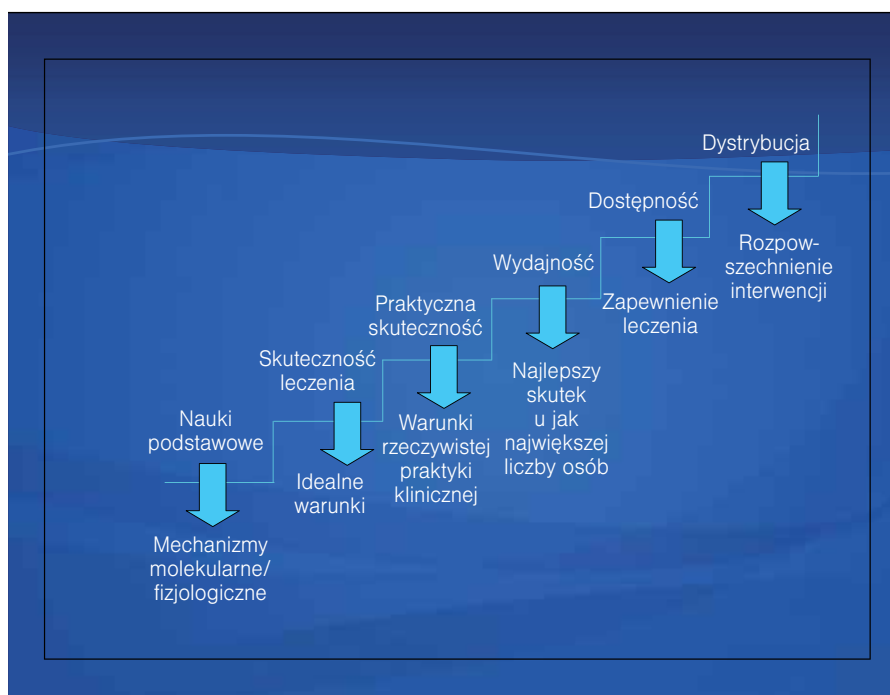 Nauki
podstawowe
Mechanizmy
molekularne/
fizjologiczne
Skuteczność
leczenia
Idealne
warunki
Praktyczna
skuteczność
Warunki
rzeczywistej
praktyki
klinicznej
Wydajność
Najlepszy
skutek
u jak
największej
liczby osób
Dostępność
Zapewnienie
leczenia
Dystrybucja
Rozpow-
szechnienie
interwencji